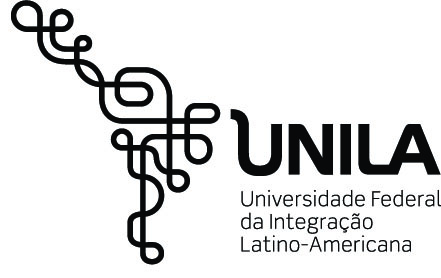 UNILA
Universidade Federal
da Integração
Latino-Americana